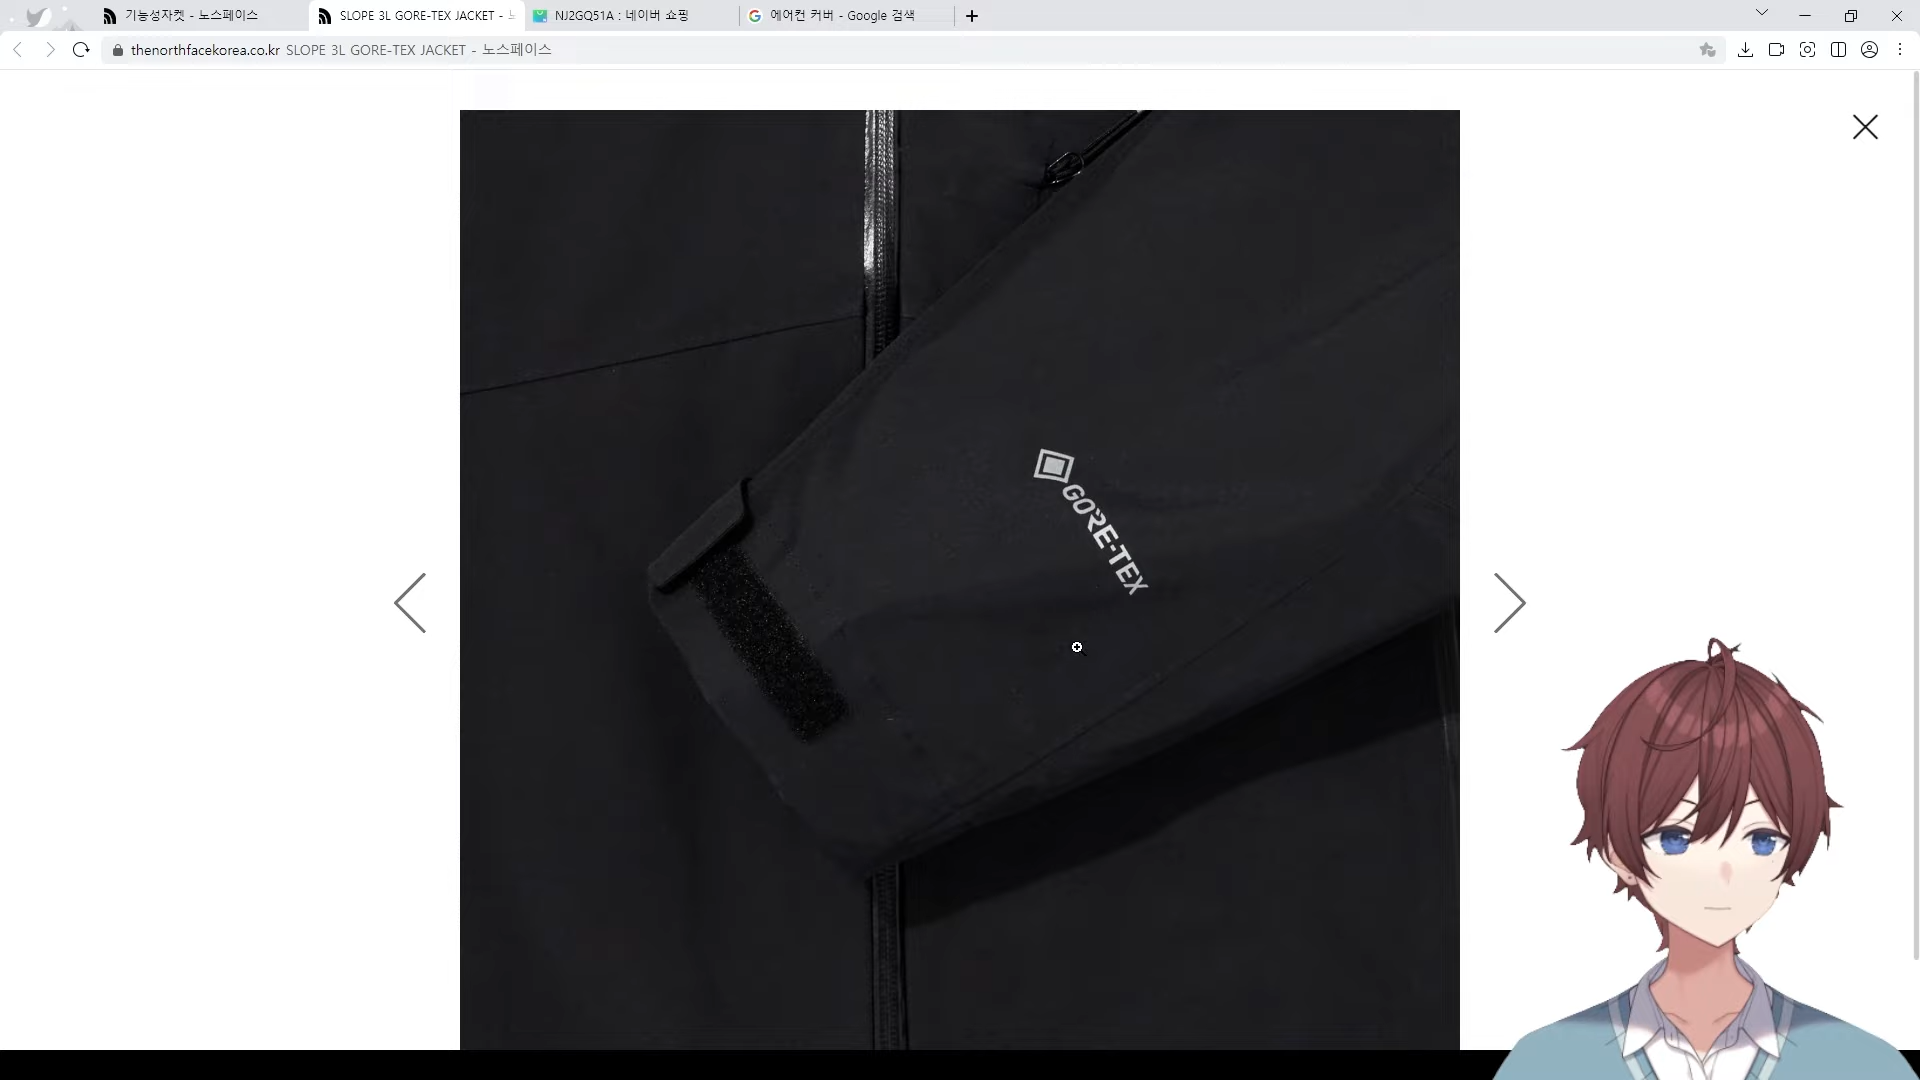 기능성자켓 - 노스페이스
SLOPE 3L GORE-TEX JACKET -
NJ2GQ51A : 네이버 쇼핑
에어컨 커버 - Google 검색
thenorthfacekorea.co.kr SLOPE 3L GORE-TEX JACKET - 노스페이스
GORE-TEX